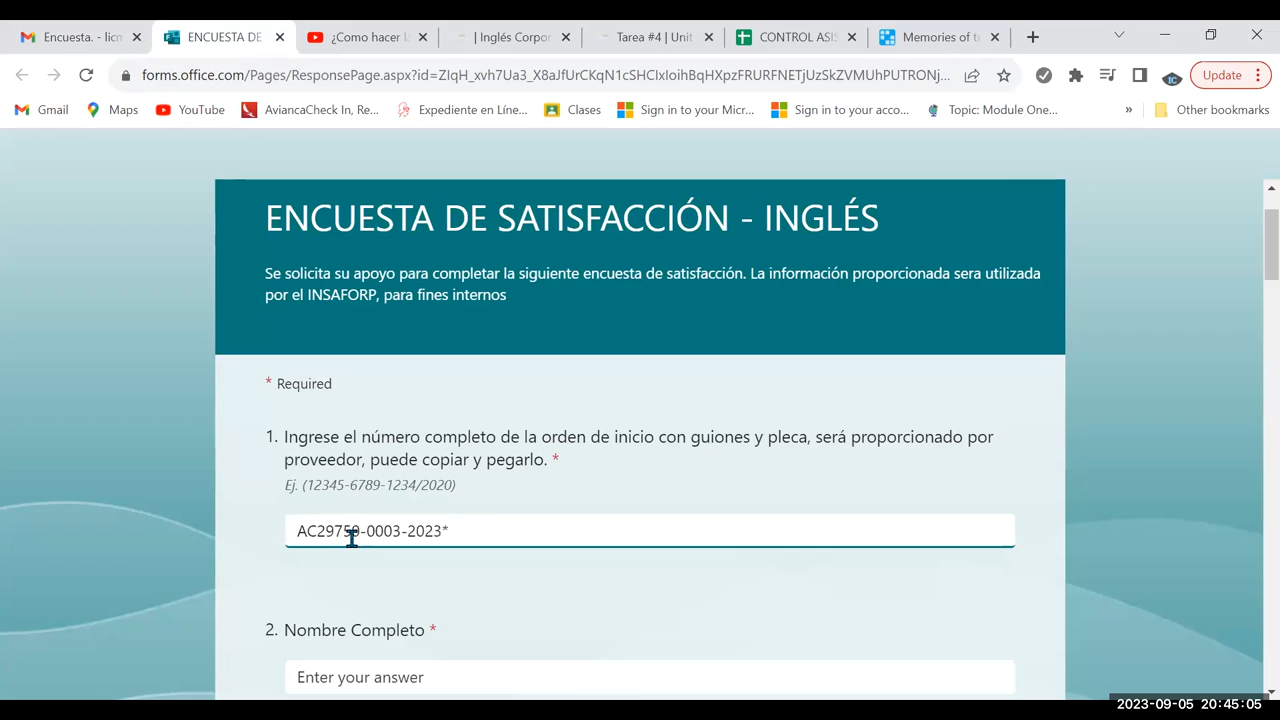 Encuesta. - licm
ENCUESTA DE
¿Como hacer la
| Inglés Corpor
Tarea #4 | Unit
CONTROL ASIS
Memories of t
forms.office.com/Pages/ResponsePage.aspx?id=ZIqH_xvh7Ua3_X8aJfUrCKqN1cSHClxIoihBqHXpzFRURFNETjUzSkZVMUhPUTRONj...
Update
IC
Gmail
Maps
YouTube
AviancaCheck In, Re...
Expediente en Líne...
Clases
Sign in to your Micr...
Sign in to your acco...
Topic: Module One...
»
Other bookmarks
ENCUESTA DE SATISFACCIÓN - INGLÉS
Se solicita su apoyo para completar la siguiente encuesta de satisfacción. La información proporcionada sera utilizada
por el INSAFORP, para fines internos
* Required
1. Ingrese el número completo de la orden de inicio con guiones y pleca, será proporcionado por
proveedor, puede copiar y pegarlo. *
Ej. (12345-6789-1234/2020)
AC29759-0003-2023*
2. Nombre Completo *
Enter your answer
2023-09-05 20:45:05